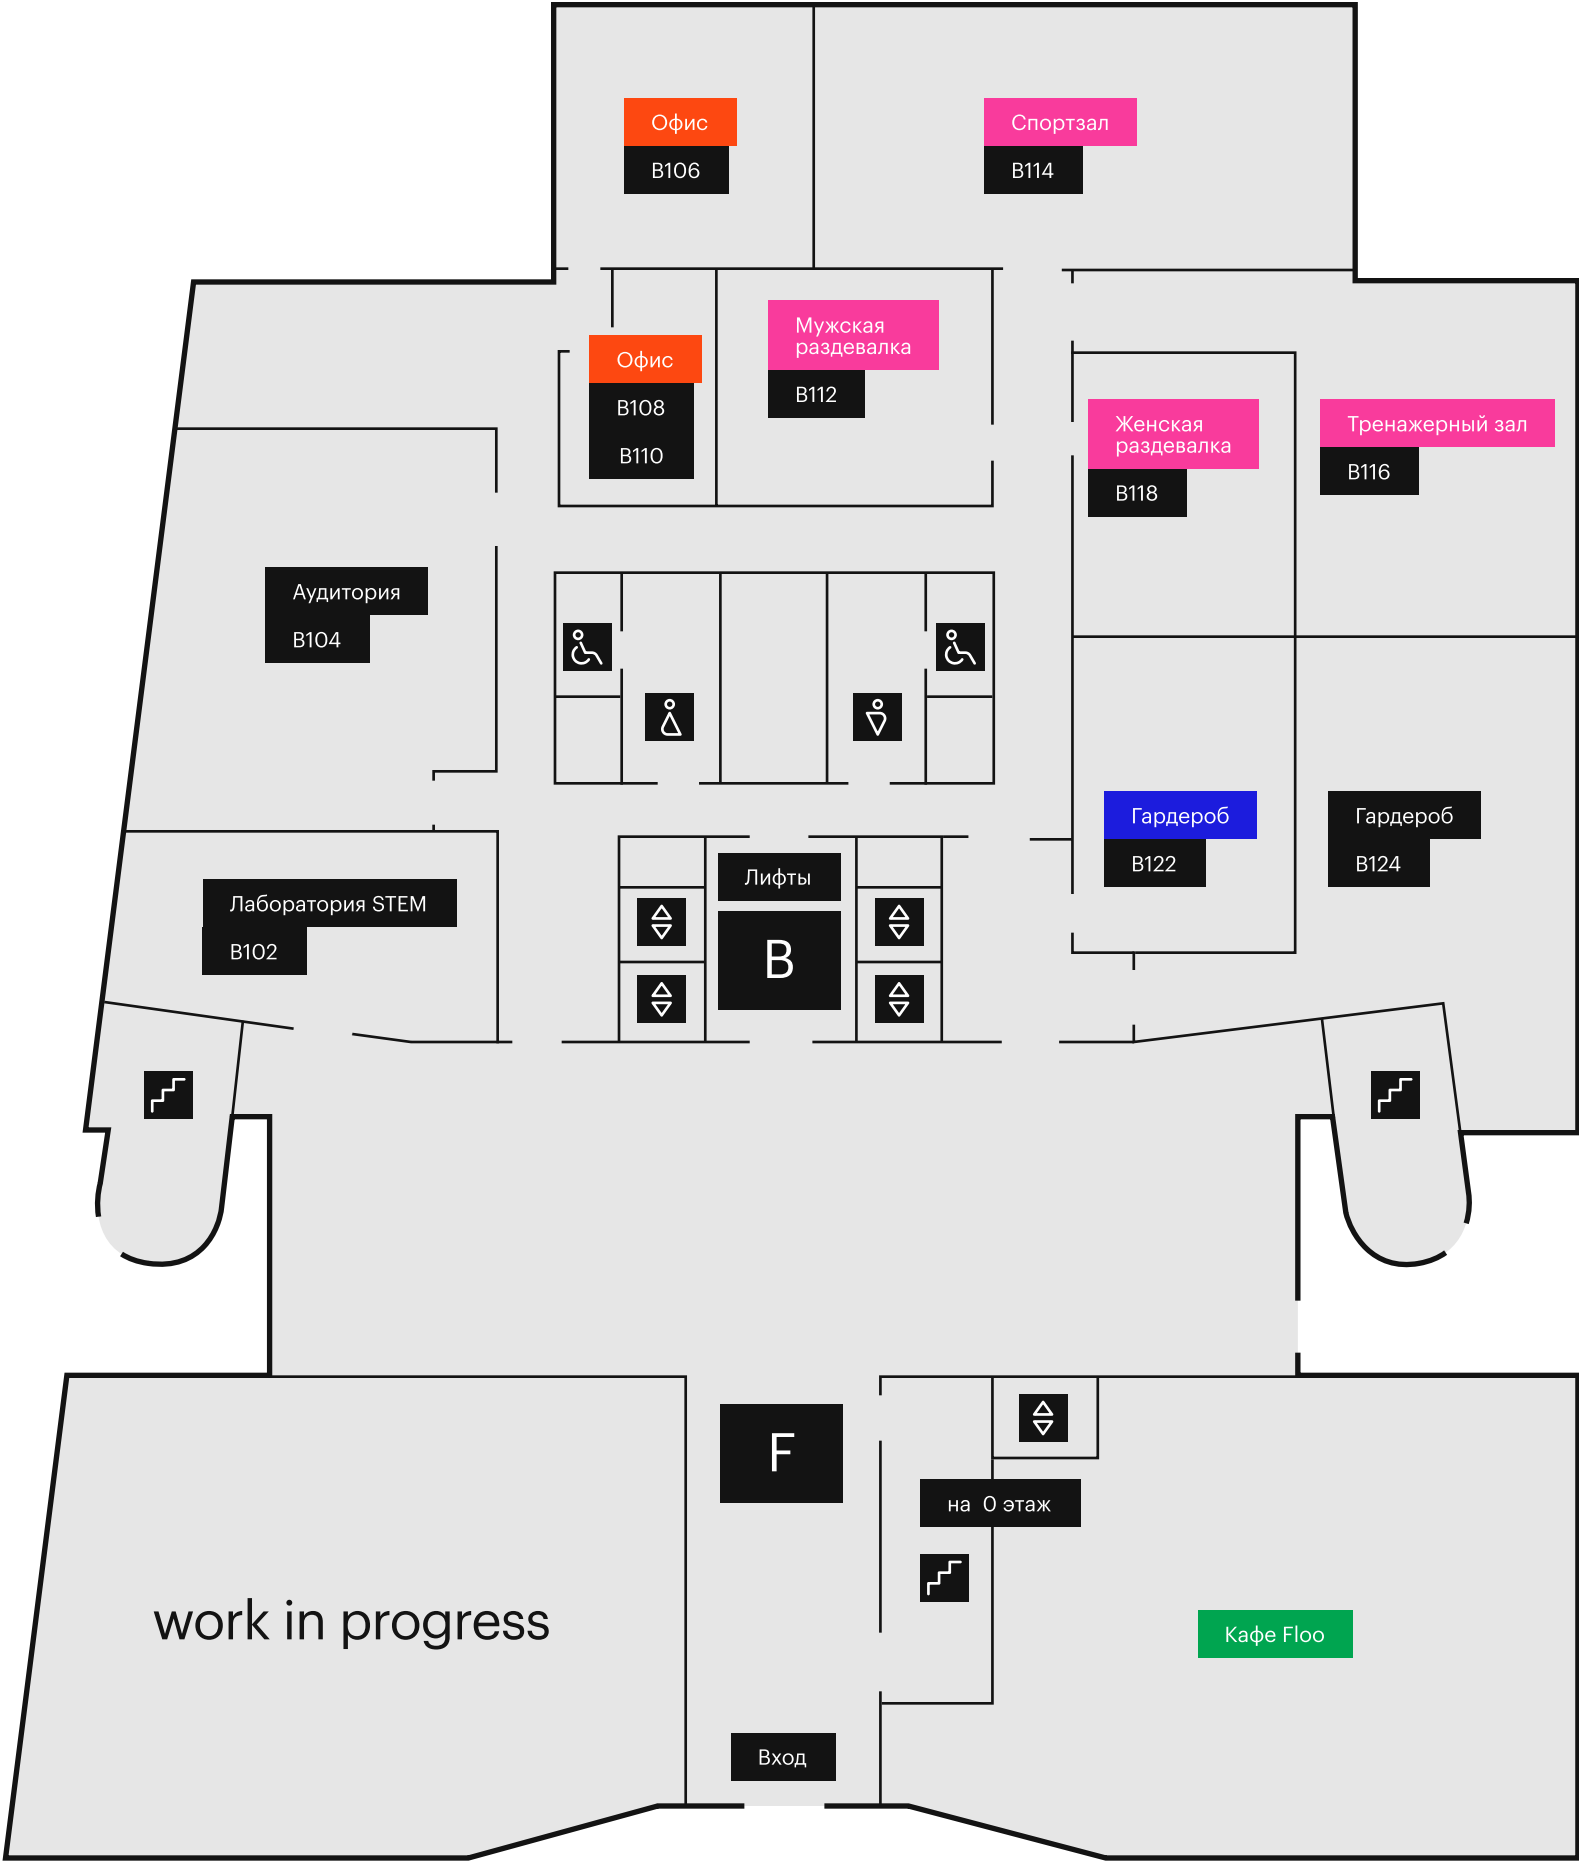 Офис
B106
Спортзал
B114
Мужская
раздевалка
B112
Офис
B108
B110
Женская
раздевалка
B118
Тренажерный зал
B116
Аудитория
B104
Гардероб
B122
Гардероб
B124
Лифты
B
Лаборатория STEM
B102
F
на 0 этаж
work in progress
Кафе Floo
Вход